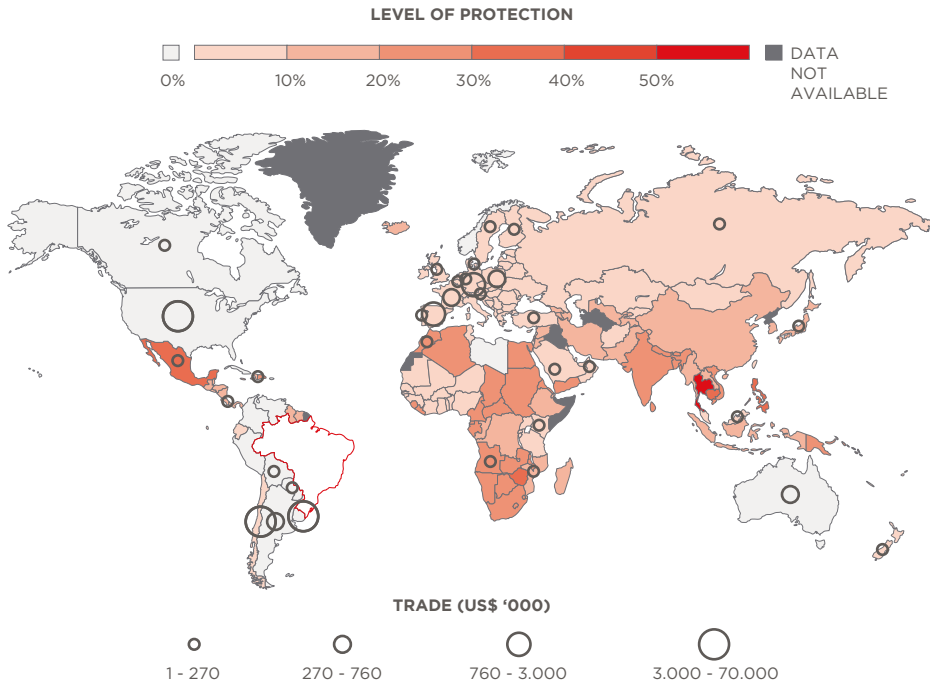 LEVEL OF PROTECTION
0% 10% 20% 30% 40% 50%
DATA
NOT
AVAILABLE
TRADE (US$ ‘000)
1 - 270 270 - 760 760 - 3.000 3.000 - 70.000